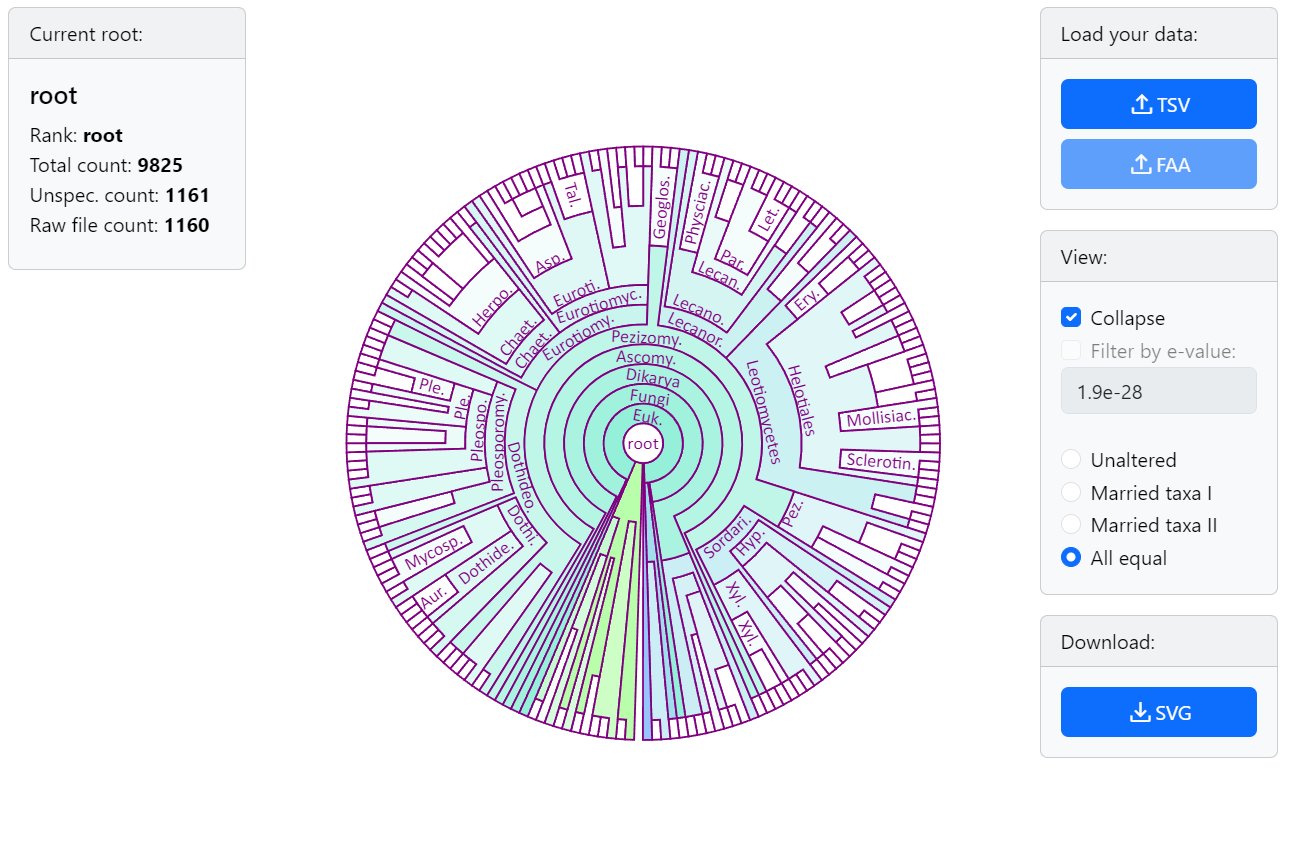 Current root:
root
Rank: root
Total count: 9825
Unspec. count: 1161
Raw file count: 1160
Tal.
Geoglos.
Physciac.
Let.
Asp.
Par.
Lecan.
Euroti.
Herpo.
Eurotiomyc.
Lecano.
Ery.
Chaet.
Chaet.
Eurotiomy.
Lecanor.
Pezizomy.
Ascomy.
Dikarya
Fungi
Euk.
root
Leotiomycetes
Helotiales
Ple.
Ple.
Pleospo.
Pleosporomy.
Dothideo.
Mollisiac.
Sclerotin.
Dothi.
Mycosp.
Dothide.
Aur.
Sordari.
Hyp.
Pez.
Xyl.
Xyl.
Load your data:
TSV
FAA
View:
Collapse
Filter by e-value:
1.9e-28
Unaltered
Married taxa I
Married taxa II
All equal
Download:
SVG